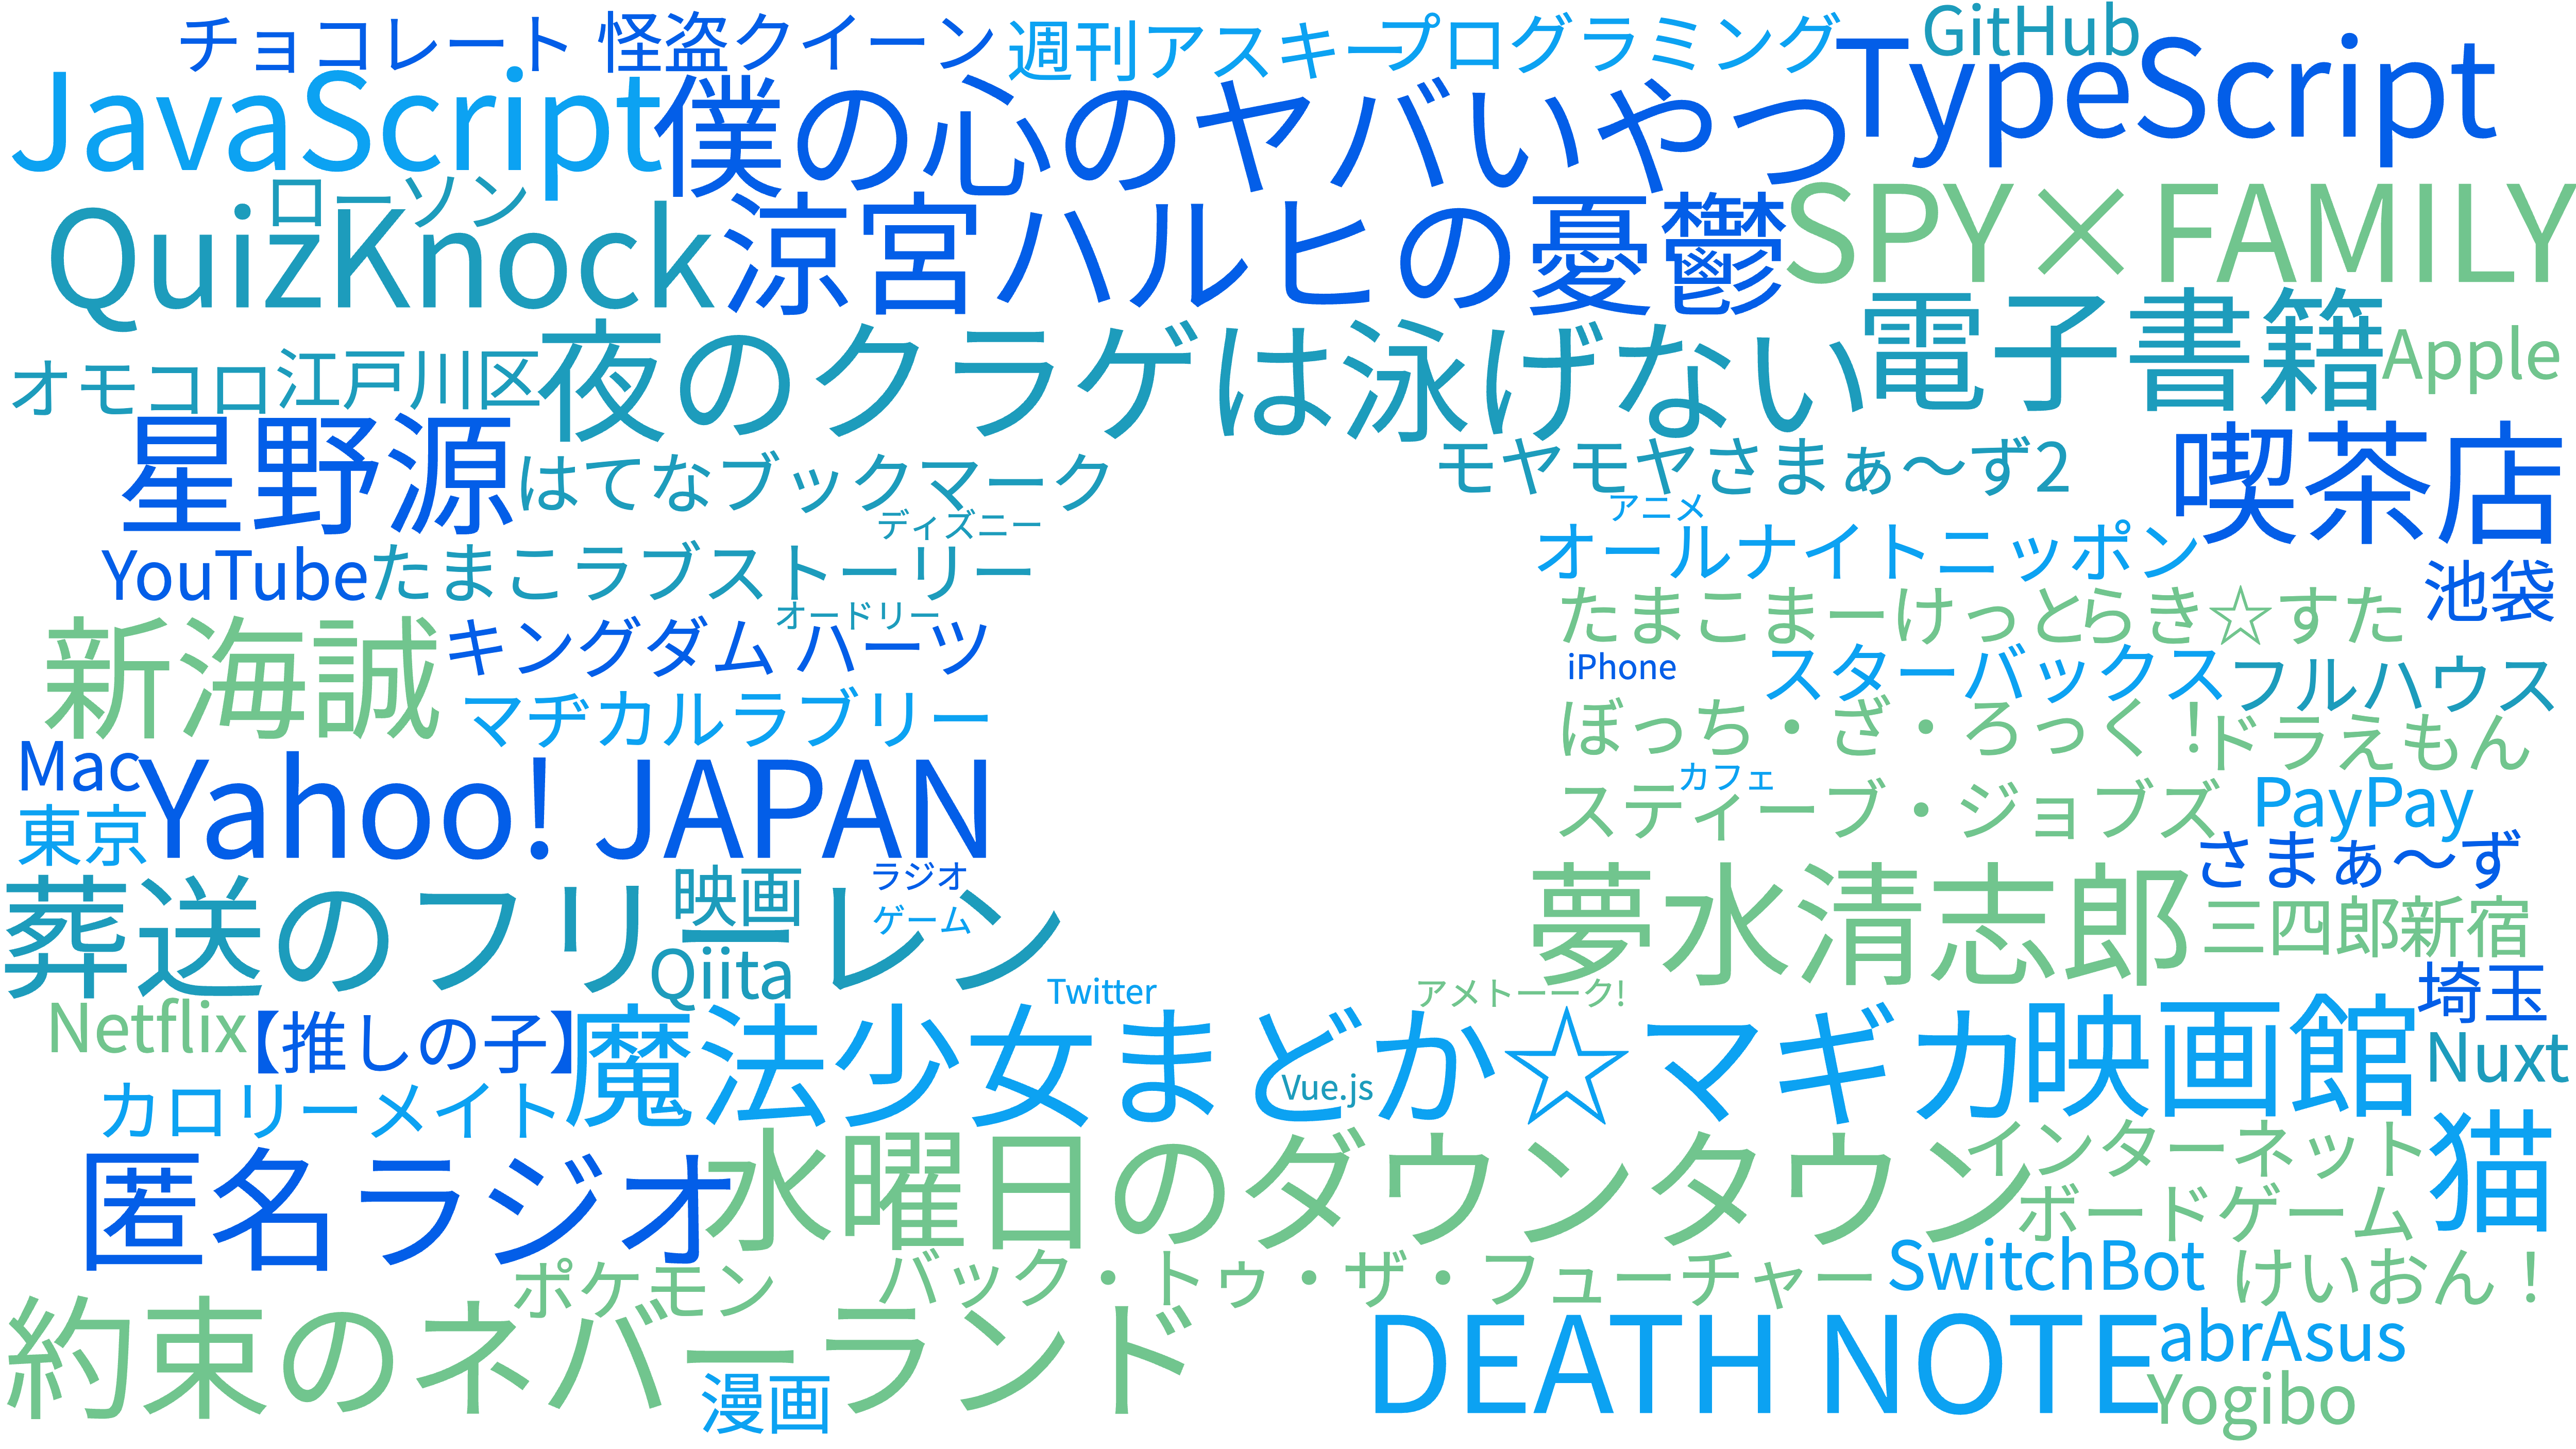 チョコレート 怪盗クイーン 週刊アスキー プログラミング GitHub
JavaScript 僕の心のヤバいやつ TypeScript
ローソン
QuizKnock 涼宮ハルヒの憂鬱 SPY×FAMILY
オモコロ 江戸川区 夜のクラゲは泳げない 電子書籍 Apple
星野源 はてなブックマーク モヤモヤさまぁ〜ず2 喫茶店
ディズニー アニメ
YouTube たまこラブストーリー オールナイトニッポン 池袋
オードリー たまこまーけっと らき☆すた
新海誠 キングダム ハーツ iPhone スターバックス フルハウス
マヂカルラブリー ぼっち・ざ・ろっく！ ドラえもん
Mac Yahoo! JAPAN カフェ
東京 スティーブ・ジョブズ PayPay
さまぁ〜ず
葬送のフリーレン 映画 ラジオ 夢水清志郎 三四郎 新宿
ゲーム
Qiita Twitter アメトーーク! 埼玉
Netflix 【推しの子】 魔法少女まどか☆マギカ 映画館 Nuxt
カロリーメイト Vue.js
匿名ラジオ 水曜日のダウンタウン インターネット 猫
ボードゲーム
ポケモン バック・トゥ・ザ・フューチャー SwitchBot けいおん！
約束のネバーランド DEATH NOTE abrAsus
漫画 Yogibo